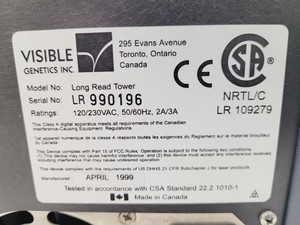 VISIBLE
GENETICS INC.
295 Evans Avenue
Toronto, Ontario
Canada
Model No: Long Read Tower
Serial No: LR 990196
Ratings: 120/230VAC, 50/60Hz, 2A/3A
NRTL/C
LR 109279
This Class A digital apparatus meets all requirements of the Canadian
Interference-Causing Equipment. Regulations.
Cet appareil numerique de la classe A respecte toutes les exigences du Reglement sur le materiel brouilleur
du Canada.
This device complies with Part 15 of FCC Rules. Operation is subject to the following two conditions:
(1) This device may not cause harmful interference, and (2) this device must accept any interference
received, including interference that may cause undesired operation.
This device complies with the requirements of US DHHS 21 CFR Subchapter J for laser products.
Manufactured: APRIL 1999
Tested in accordance with CSA Standard 22.2 1010-1
Made in Canada